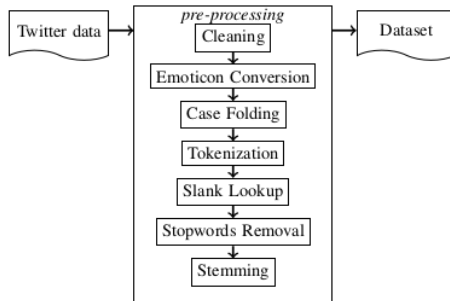 Twitter data
pre-processing
Cleaning
Emoticon Conversion
Case Folding
Tokenization
Slank Lookup
Stopwords Removal
Stemming
Dataset